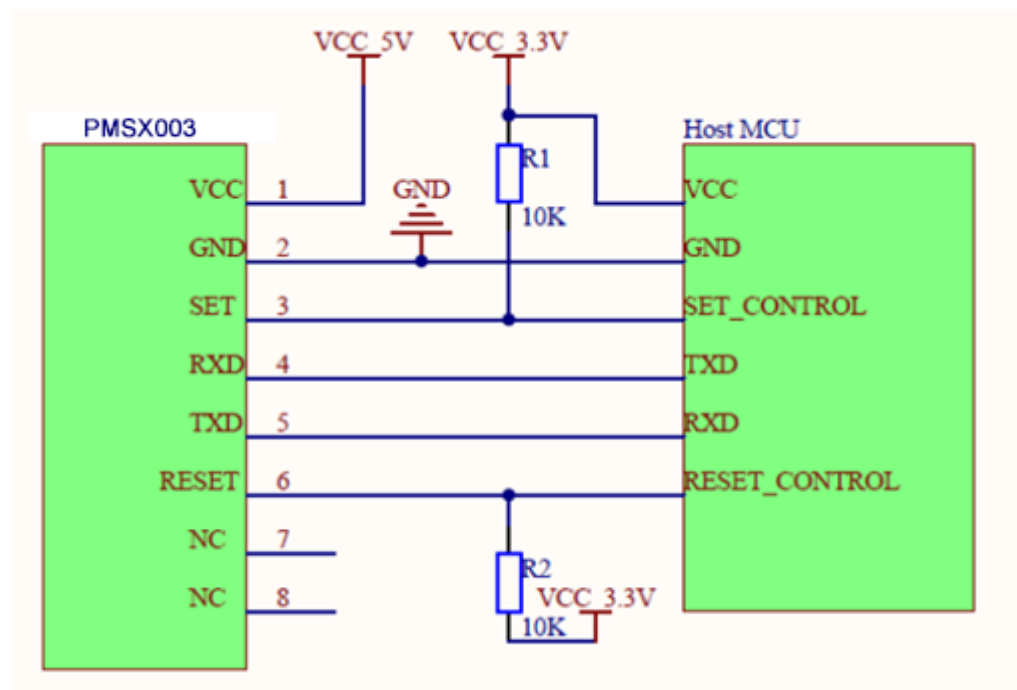 VCC_5V
VCC_3.3V
PMSX003
Host MCU
R1
10K
VCC 1
GND
VCC
GND 2
GND
SET 3
SET_CONTROL
RXD 4
TXD
TXD 5
RXD
RESET 6
RESET_CONTROL
NC 7
R2
NC 8
VCC_3.3V
10K